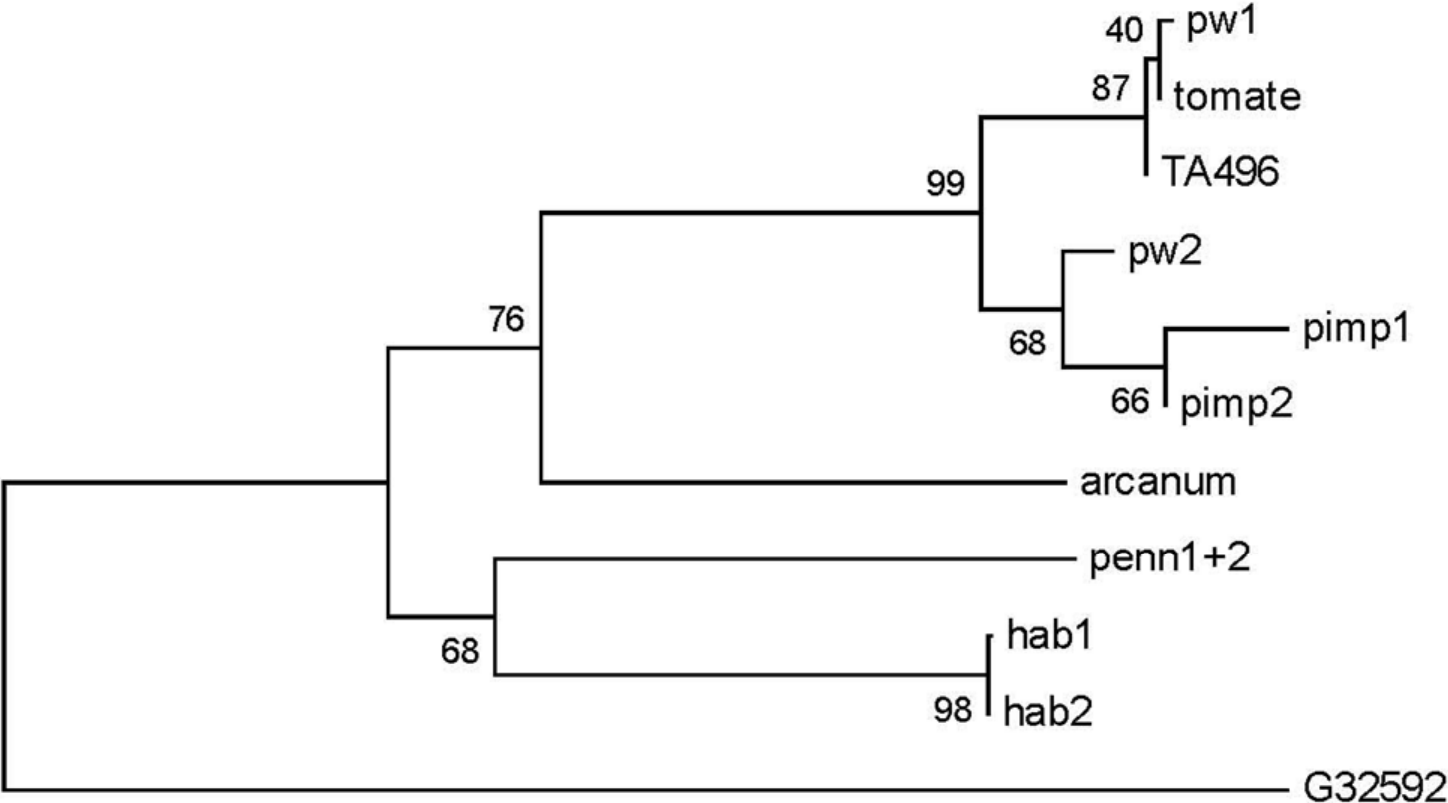 40 pw1
87 tomate
TA496
99
pw2
76
68 pimp1
66 pimp2
arcanum
penn1+2
68 hab1
98 hab2
G32592